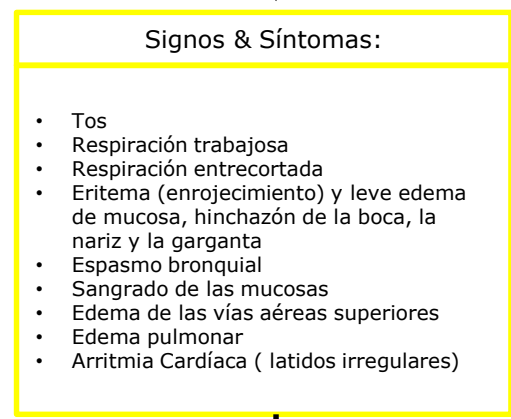 Signos & Síntomas:
• Tos
• Respiración trabajosa
• Respiración entrecortada
• Eritema (enrojecimiento) y leve edema
de mucosa, hinchazón de la boca, la
nariz y la garganta
• Espasmo bronquial
• Sangrado de las mucosas
• Edema de las vías aéreas superiores
• Edema pulmonar
• Arritmia Cardíaca ( latidos irregulares)